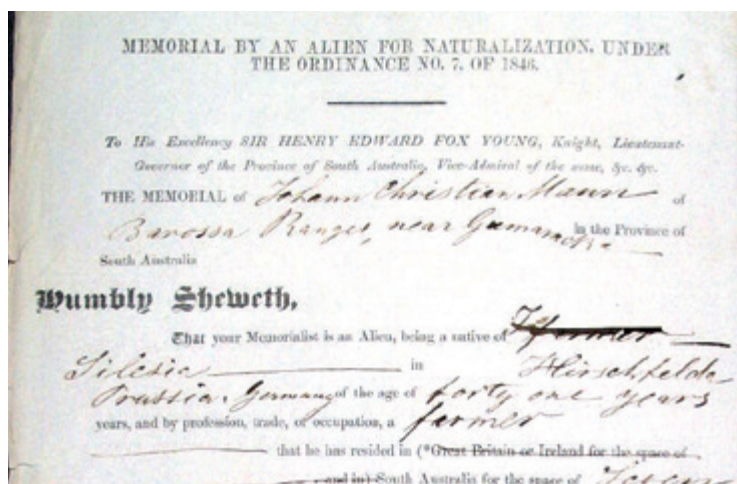 MEMORIAL BY AN ALIEN FOR NATURALIZATION, UNDER
THE ORDINANCE NO. 7, OF 1846.
To His Excellency SIR HENRY EDWARD FOX YOUNG, Knight, Lieutenant-
Governor of the Province of South Australia, Vice-Admiral of the same, &c. &c.
THE MEMORIAL of Johann Christian Maun of
Barossa Ranges, near Gumaracka in the Province of
South Australia
Humbly Sheweth,
That your Memorialist is an Alien, being a native of farmer
Silesia in Hirschfelde
Prussia, Germany of the age of forty one years
years, and by profession, trade, or occupation, a farmer
that he has resided in (*Great Britain or Ireland for the space of
and in) South Australia for the space of Seven